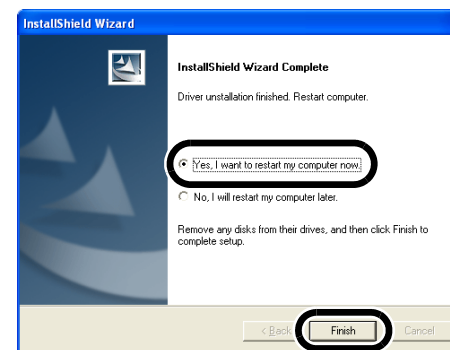 InstallShield Wizard
InstallShield Wizard Complete
Driver unstallation finished. Restart computer.
Yes, I want to restart my computer now.
No, I will restart my computer later.
Remove any disks from their drives, and then click Finish to
complete setup.
< Back
Finish
Cancel